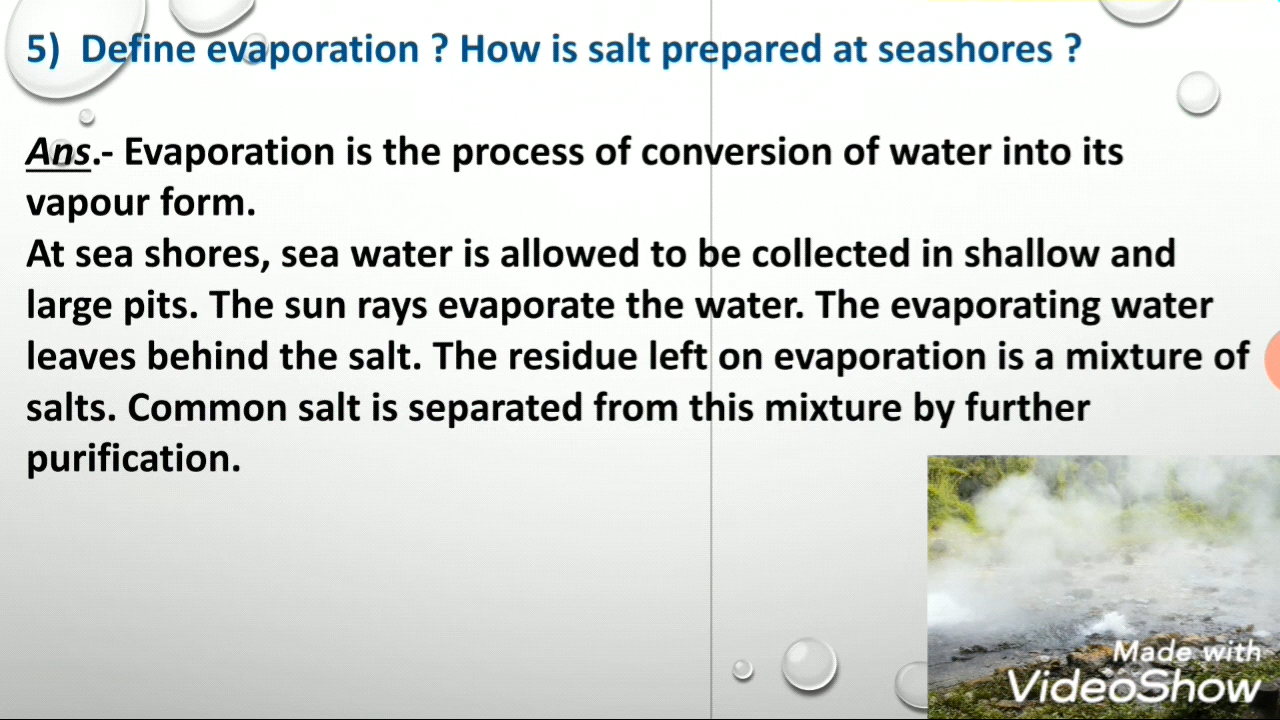 5) Define evaporation ? How is salt prepared at seashores ?
Ans.- Evaporation is the process of conversion of water into its
vapour form.
At sea shores, sea water is allowed to be collected in shallow and
large pits. The sun rays evaporate the water. The evaporating water
leaves behind the salt. The residue left on evaporation is a mixture of
salts. Common salt is separated from this mixture by further
purification.
Made with
VideoShow